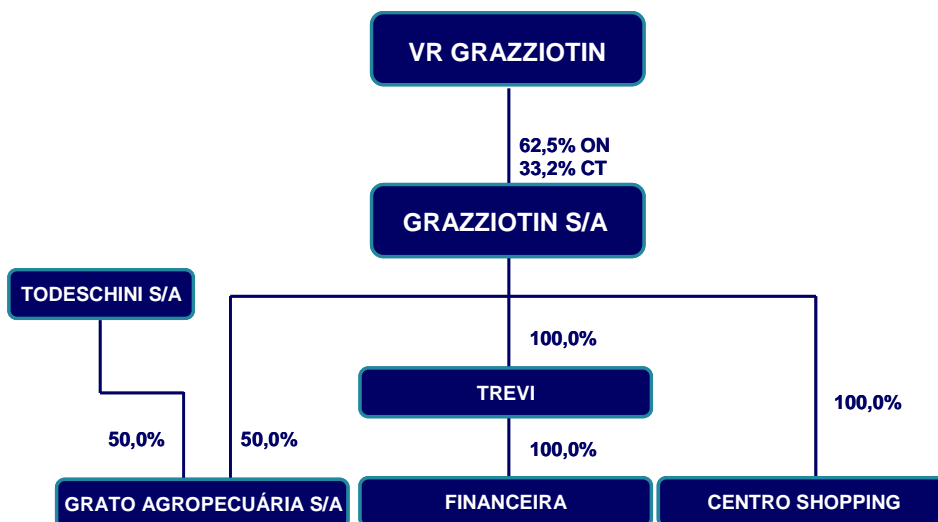 VR GRAZZIOTIN
62,5% ON
33,2% CT
GRAZZIOTIN S/A
TODESCHINI S/A
100,0%
TREVI
100,0%
50,0%
50,0%
100,0%
GRATO AGROPECUÁRIA S/A
FINANCEIRA
CENTRO SHOPPING